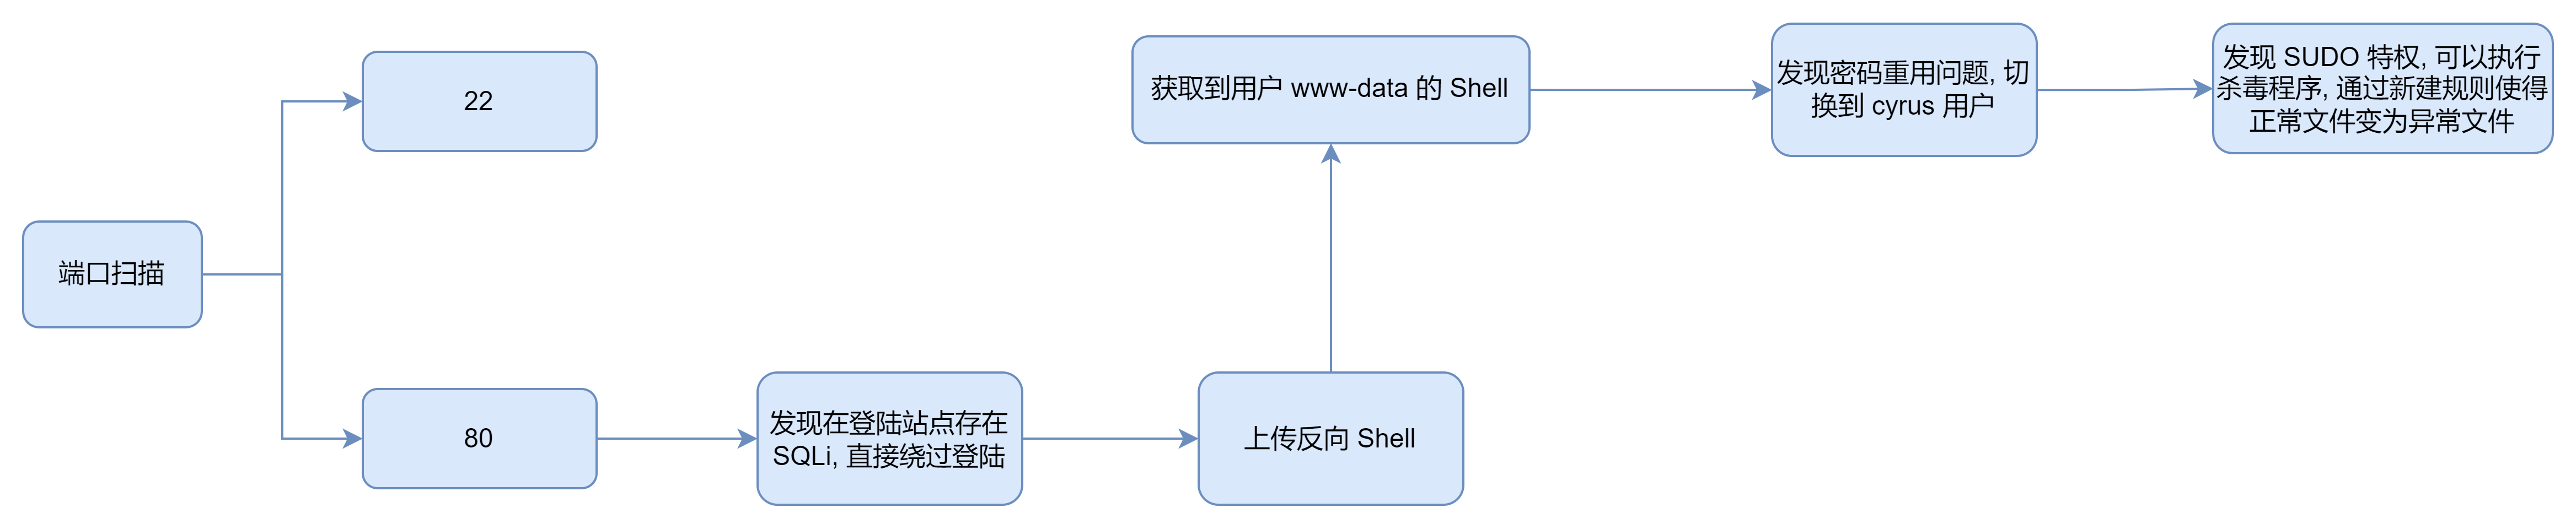 端口扫描
22
80
发现在登陆站点存在
SQLi, 直接绕过登陆
上传反向 Shell
获取到用户 www-data 的 Shell
发现密码重用问题, 切
换到 cyrus 用户
发现 SUDO 特权, 可以执行
杀毒程序, 通过新建规则使得
正常文件变为异常文件